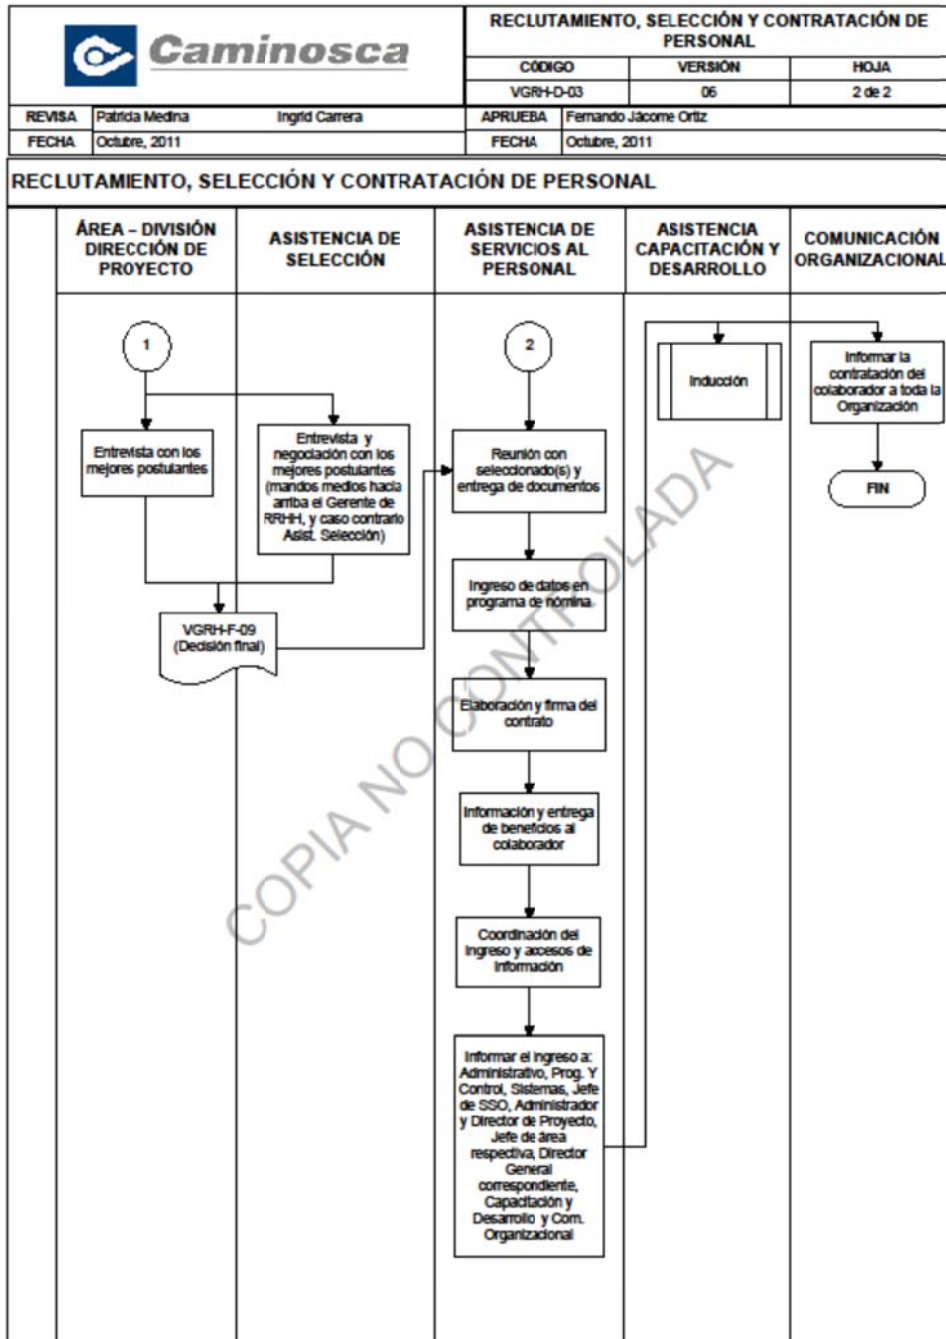 Caminosca
RECLUTAMIENTO, SELECCIÓN Y CONTRATACIÓN DE
PERSONAL
CÓDIGO VERSIÓN HOJA
VGRH-D-03 06 2 de 2
REVISA Patricia Medina Ingrid Carrera APRUEBA Fernando Jácome Ortiz
FECHA Octubre, 2011 FECHA Octubre, 2011
RECLUTAMIENTO, SELECCIÓN Y CONTRATACIÓN DE PERSONAL
ÁREA – DIVISIÓN
DIRECCIÓN DE
PROYECTO
ASISTENCIA DE
SELECCIÓN
ASISTENCIA DE
SERVICIOS AL
PERSONAL
ASISTENCIA
CAPACITACIÓN Y
DESARROLLO
COMUNICACIÓN
ORGANIZACIONAL
1
Entrevista con los
mejores postulantes
Entrevista y
negociación con los
mejores postulantes
(mandos medios hacia
arriba el Gerente de
RRHH, y caso contrario
Asist. Selección)
VGRH-F-09
(Decisión final)
2
Reunión con
seleccionado(s) y
entrega de documentos
Ingreso de datos en
programa de nómina
Elaboración y firma del
contrato
Información y entrega
de beneficios al
colaborador
Coordinación del
ingreso y accesos de
información
Informar el ingreso a:
Administrativo, Prog. Y
Control, Sistemas, Jefe
de SSO, Administrador
y Director de Proyecto,
Jefe de área
respectiva, Director
General
correspondiente,
Capacitación y
Desarrollo y Com.
Organizacional
Inducción
Informar la
contratación del
colaborador a toda la
Organización
FIN
COPIA NO CONTROLADA